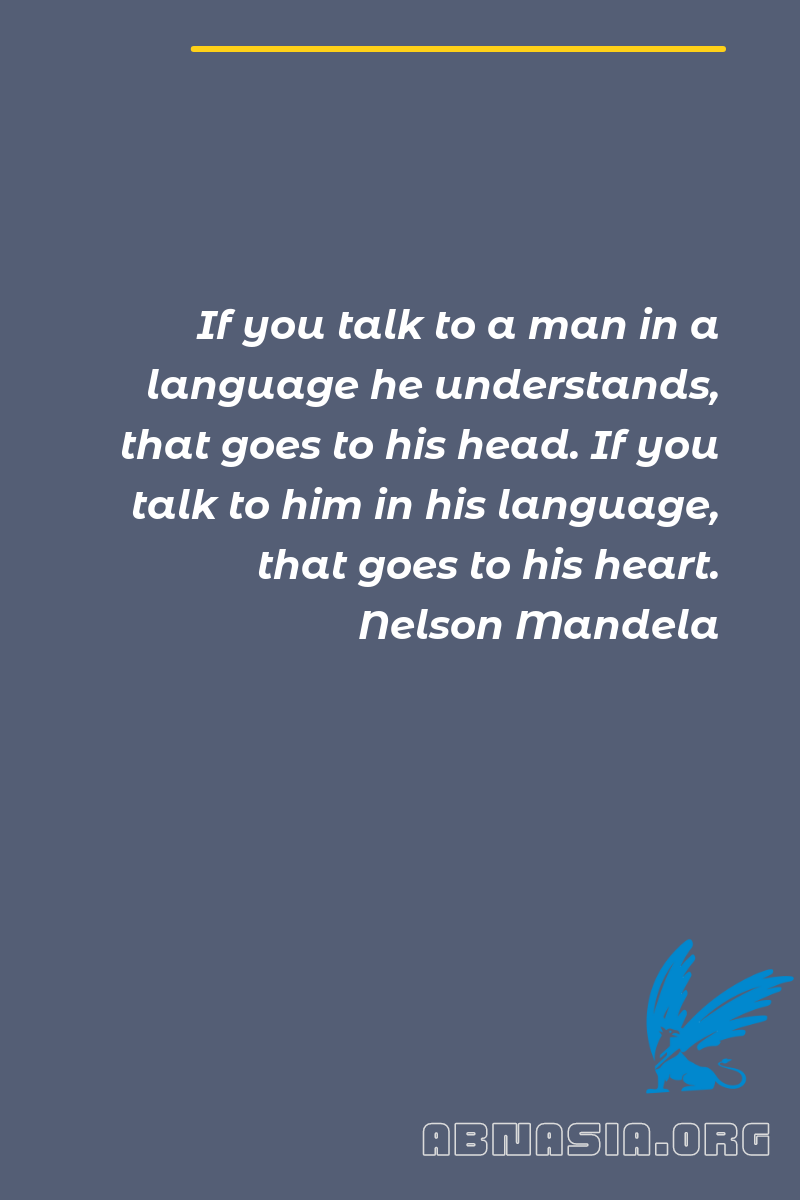 If you talk to a man in a
language he understands,
that goes to his head. If you
talk to him in his language,
that goes to his heart.
Nelson Mandela
ABNASIA.ORG